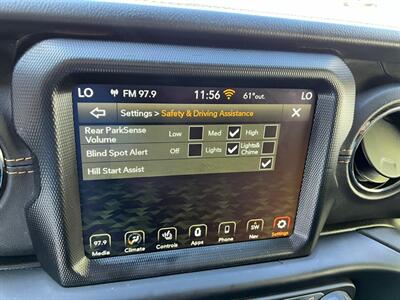 LO FM 97.9 11:56 61°out. LO
Settings > Safety & Driving Assistance
Rear ParkSense Volume Low Med High
Blind Spot Alert Off Lights Lights& Chime
Hill Start Assist
97.9 SW
Media Climate Controls Apps Phone Nav Settings